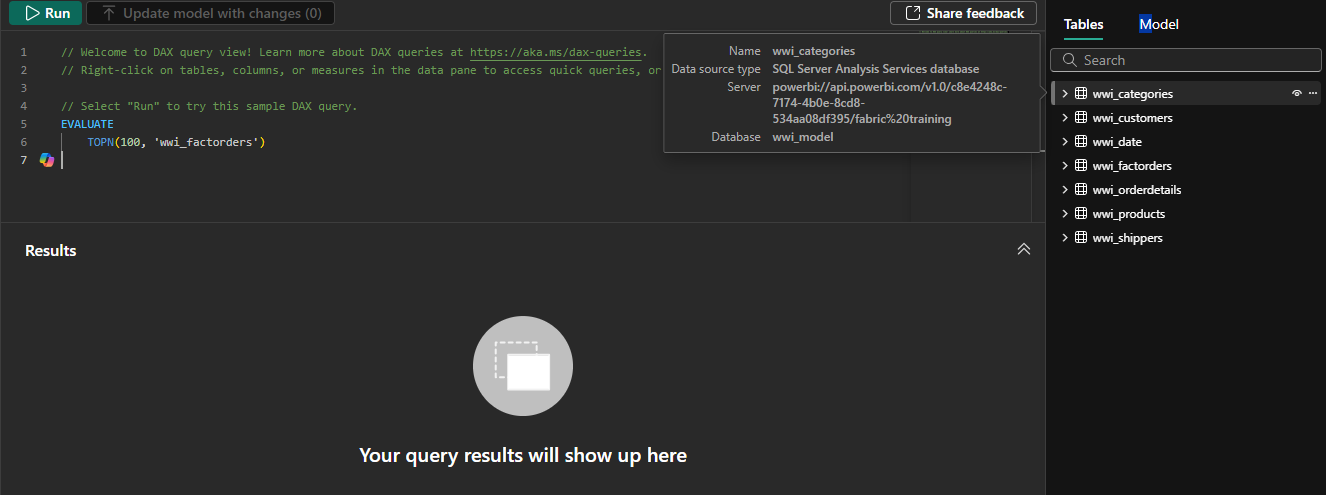 Run
Update model with changes (0)
Share feedback
1 // Welcome to DAX query view! Learn more about DAX queries at https://aka.ms/dax-queries.
2 // Right-click on tables, columns, or measures in the data pane to access quick queries, or
3
4 // Select "Run" to try this sample DAX query.
5 EVALUATE
6 TOPN(100, 'wwi_factorders')
7
Name wwi_categories
Data source type SQL Server Analysis Services database
Server powerbi://api.powerbi.com/v1.0/c8e4248c-
7174-4b0e-8cd8-
534aa08df395/fabric%20training
Database wwi_model
Results
Your query results will show up here
Tables Model
Search
wwi_categories
wwi_customers
wwi_date
wwi_factorders
wwi_orderdetails
wwi_products
wwi_shippers